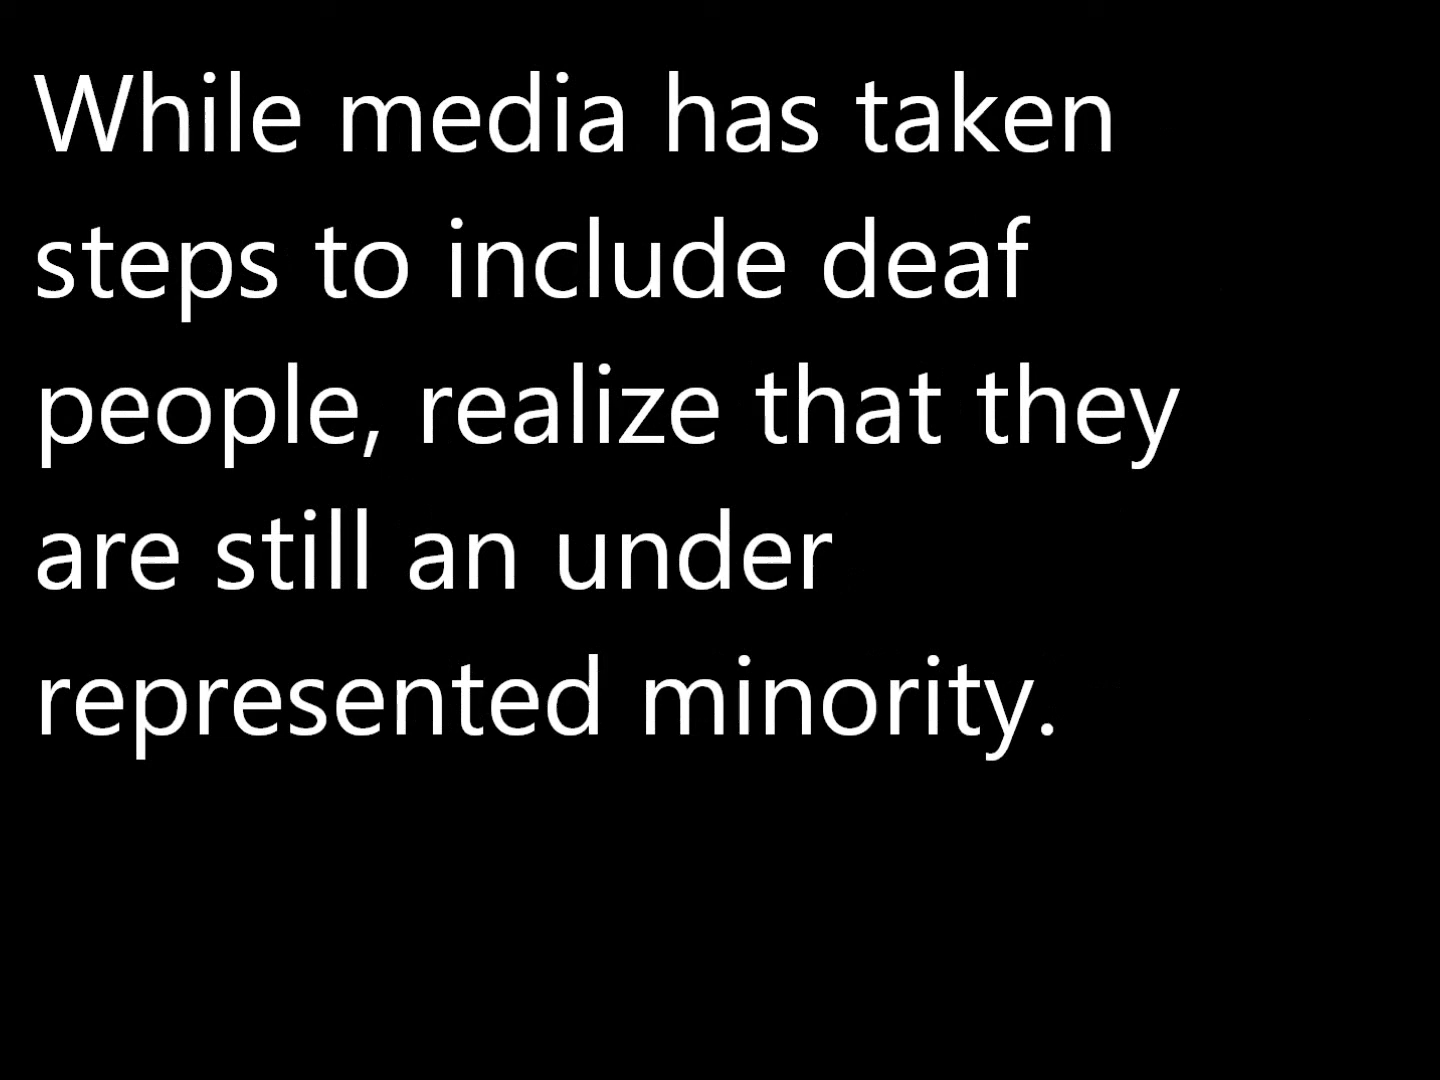 While media has taken
steps to include deaf
people, realize that they
are still an under
represented minority.